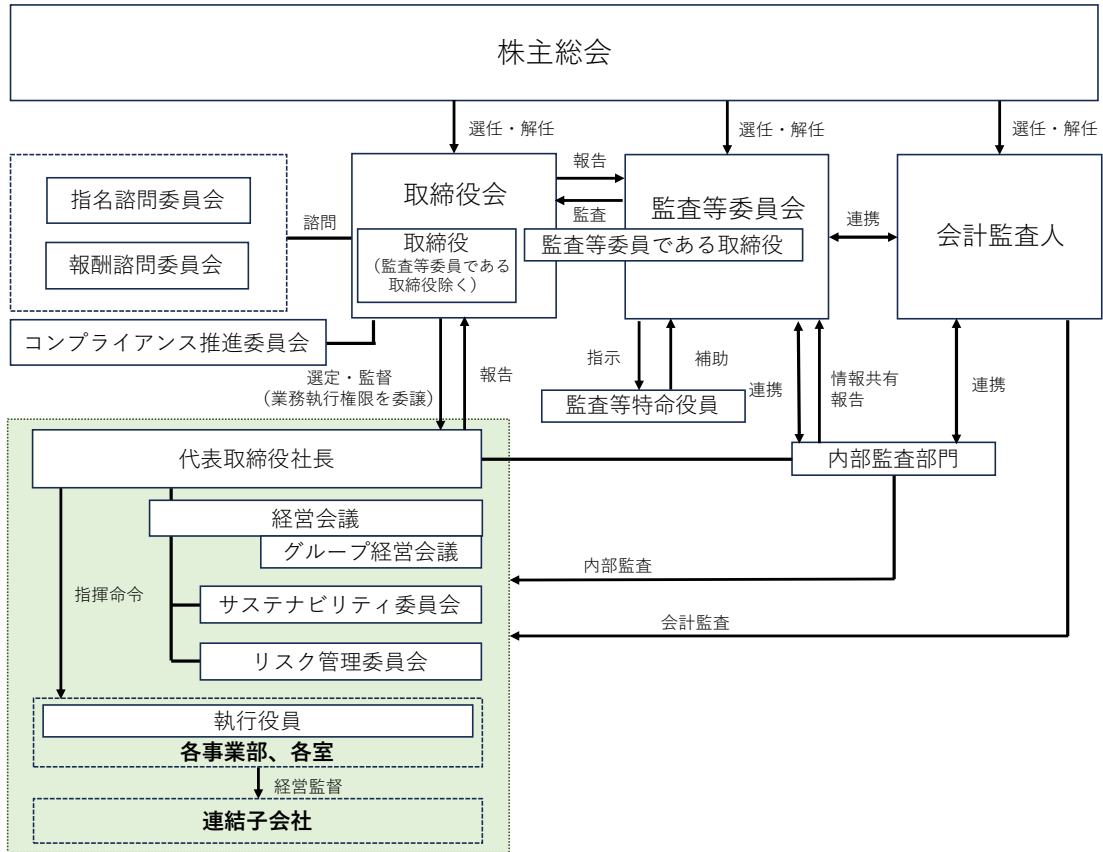 株主総会
選任・解任
選任・解任
選任・解任
指名諮問委員会
報酬諮問委員会
諮問
取締役会
取締役
（監査等委員である
取締役除く）
報告
監査
監査等委員会
監査等委員である取締役
連携
会計監査人
コンプライアンス推進委員会
選定・監督
（業務執行権限を委譲）
報告
指示
補助
監査等特命役員
連携
情報共有
報告
連携
代表取締役社長
内部監査部門
経営会議
グループ経営会議
内部監査
指揮命令
サステナビリティ委員会
会計監査
リスク管理委員会
執行役員
各事業部、各室
経営監督
連結子会社